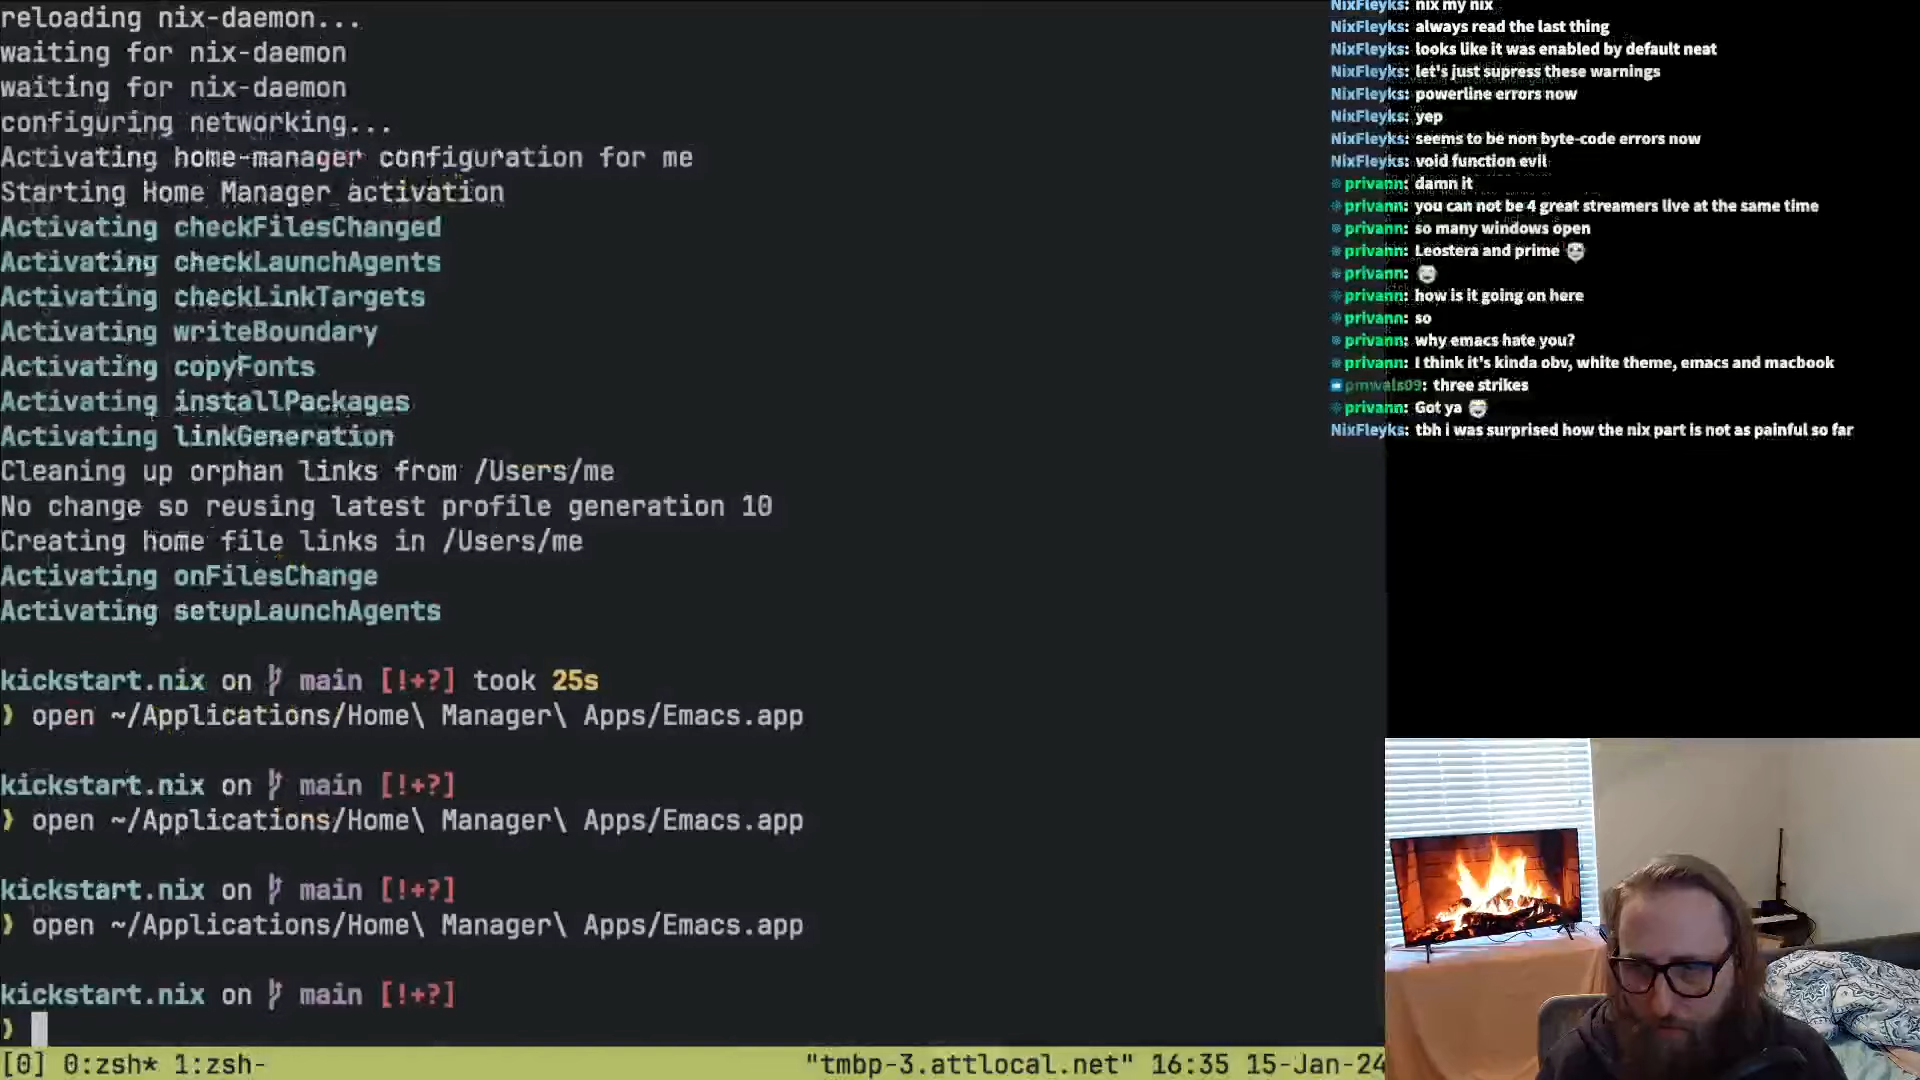 reloading nix-daemon...
waiting for nix-daemon
waiting for nix-daemon
configuring networking...
Activating home-manager configuration for me
Starting Home Manager activation
Activating checkFilesChanged
Activating checkLaunchAgents
Activating checkLinkTargets
Activating writeBoundary
Activating copyFonts
Activating installPackages
Activating linkGeneration
Cleaning up orphan links from /Users/me
No change so reusing latest profile generation 10
Creating home file links in /Users/me
Activating onFilesChange
Activating setupLaunchAgents
kickstart.nix on main [!+?] took 25s
❯ open ~/Applications/Home\ Manager\ Apps/Emacs.app
kickstart.nix on main [!+?]
❯ open ~/Applications/Home\ Manager\ Apps/Emacs.app
kickstart.nix on main [!+?]
❯ open ~/Applications/Home\ Manager\ Apps/Emacs.app
kickstart.nix on main [!+?]
❯
[0] 0:zsh* 1:zsh- "tmbp-3.attlocal.net" 16:35 15-Jan-24
NixFleyks: nix my nix
NixFleyks: always read the last thing
NixFleyks: looks like it was enabled by default neat
NixFleyks: let's just supress these warnings
NixFleyks: powerline errors now
NixFleyks: yep
NixFleyks: seems to be non byte-code errors now
NixFleyks: void function evil
privann: damn it
privann: you can not be 4 great streamers live at the same time
privann: so many windows open
privann: Leostera and prime
privann:
privann: how is it going on here
privann: so
privann: why emacs hate you?
privann: I think it's kinda obv, white theme, emacs and macbook
pmwals09: three strikes
privann: Got ya
NixFleyks: tbh i was surprised how the nix part is not as painful so far